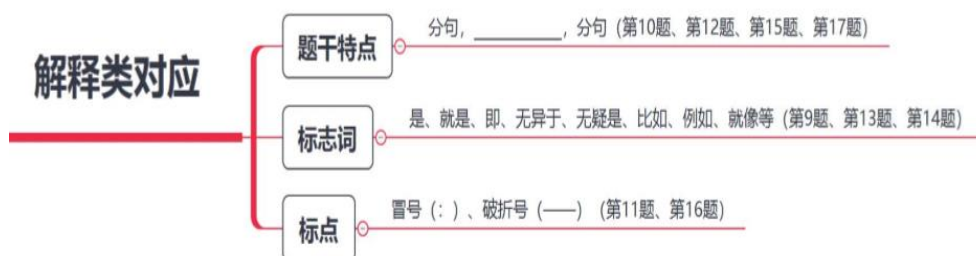 解释类对应
题干特点
分句，__________，分句（第10题、第12题、第15题、第17题）
标志词
是、就是、即、无异于、无疑是、比如、例如、就像等（第9题、第13题、第14题）
标点
冒号（：）、破折号（——）（第11题、第16题）